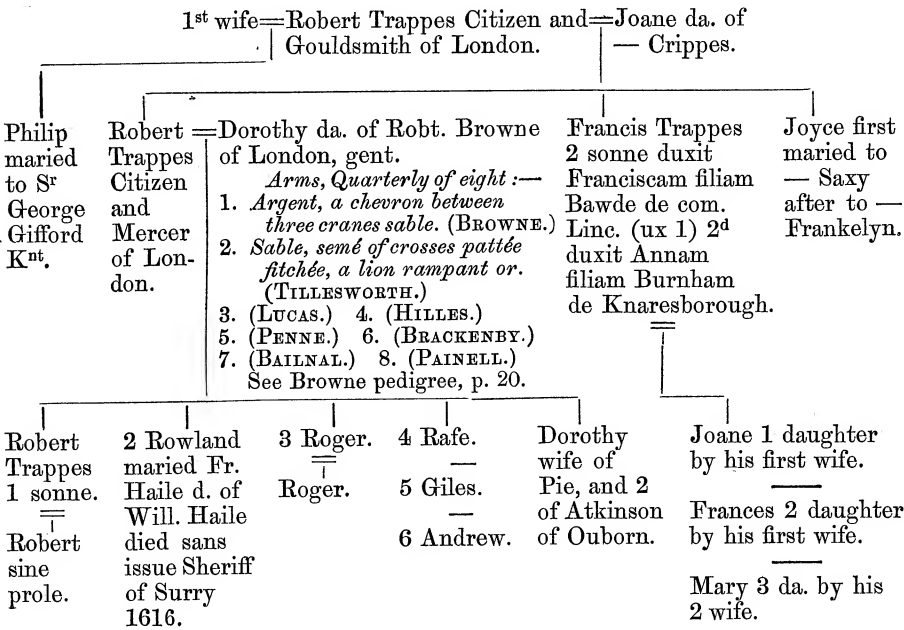 1st wife=Robert Trappes Citizen and=Joane da. of
Gouldsmith of London. — Crippes.
Philip
maried
to Sr
George
Gifford
Knt.
Robert
Trappes
Citizen
and
Mercer
of Lon-
don.
=Dorothy da. of Robt. Browne
of London, gent.
Arms, Quarterly of eight :—
1. Argent, a chevron between
three cranes sable. (BROWNE.)
2. Sable, semé of crosses pattée
fitchée, a lion rampant or.
(TILLESWORTH.)
3. (LUCAS.) 4. (HILLES.)
5. (PENNE.) 6. (BRACKENBY.)
7. (BAILNAL.) 8. (PAINELL.)
See Browne pedigree, p. 20.
Francis Trappes
2 sonne duxit
Franciscam filiam
Bawde de com.
Linc. (ux 1) 2d
duxit Annam
filiam Burnham
de Knaresborough.
=
Joyce first
maried to
— Saxy
after to —
Frankelyn.
Robert
Trappes
1 sonne.
=
Robert
sine
prole.
2 Rowland
maried Fr.
Haile d. of
Will. Haile
died sans
issue Sheriff
of Surry
1616.
3 Roger.
=
Roger.
4 Rafe.
—
5 Giles.
—
6 Andrew.
Dorothy
wife of
Pie, and 2
of Atkinson
of Ouborn.
Joane 1 daughter
by his first wife.
—
Frances 2 daughter
by his first wife.
—
Mary 3 da. by his
2 wife.